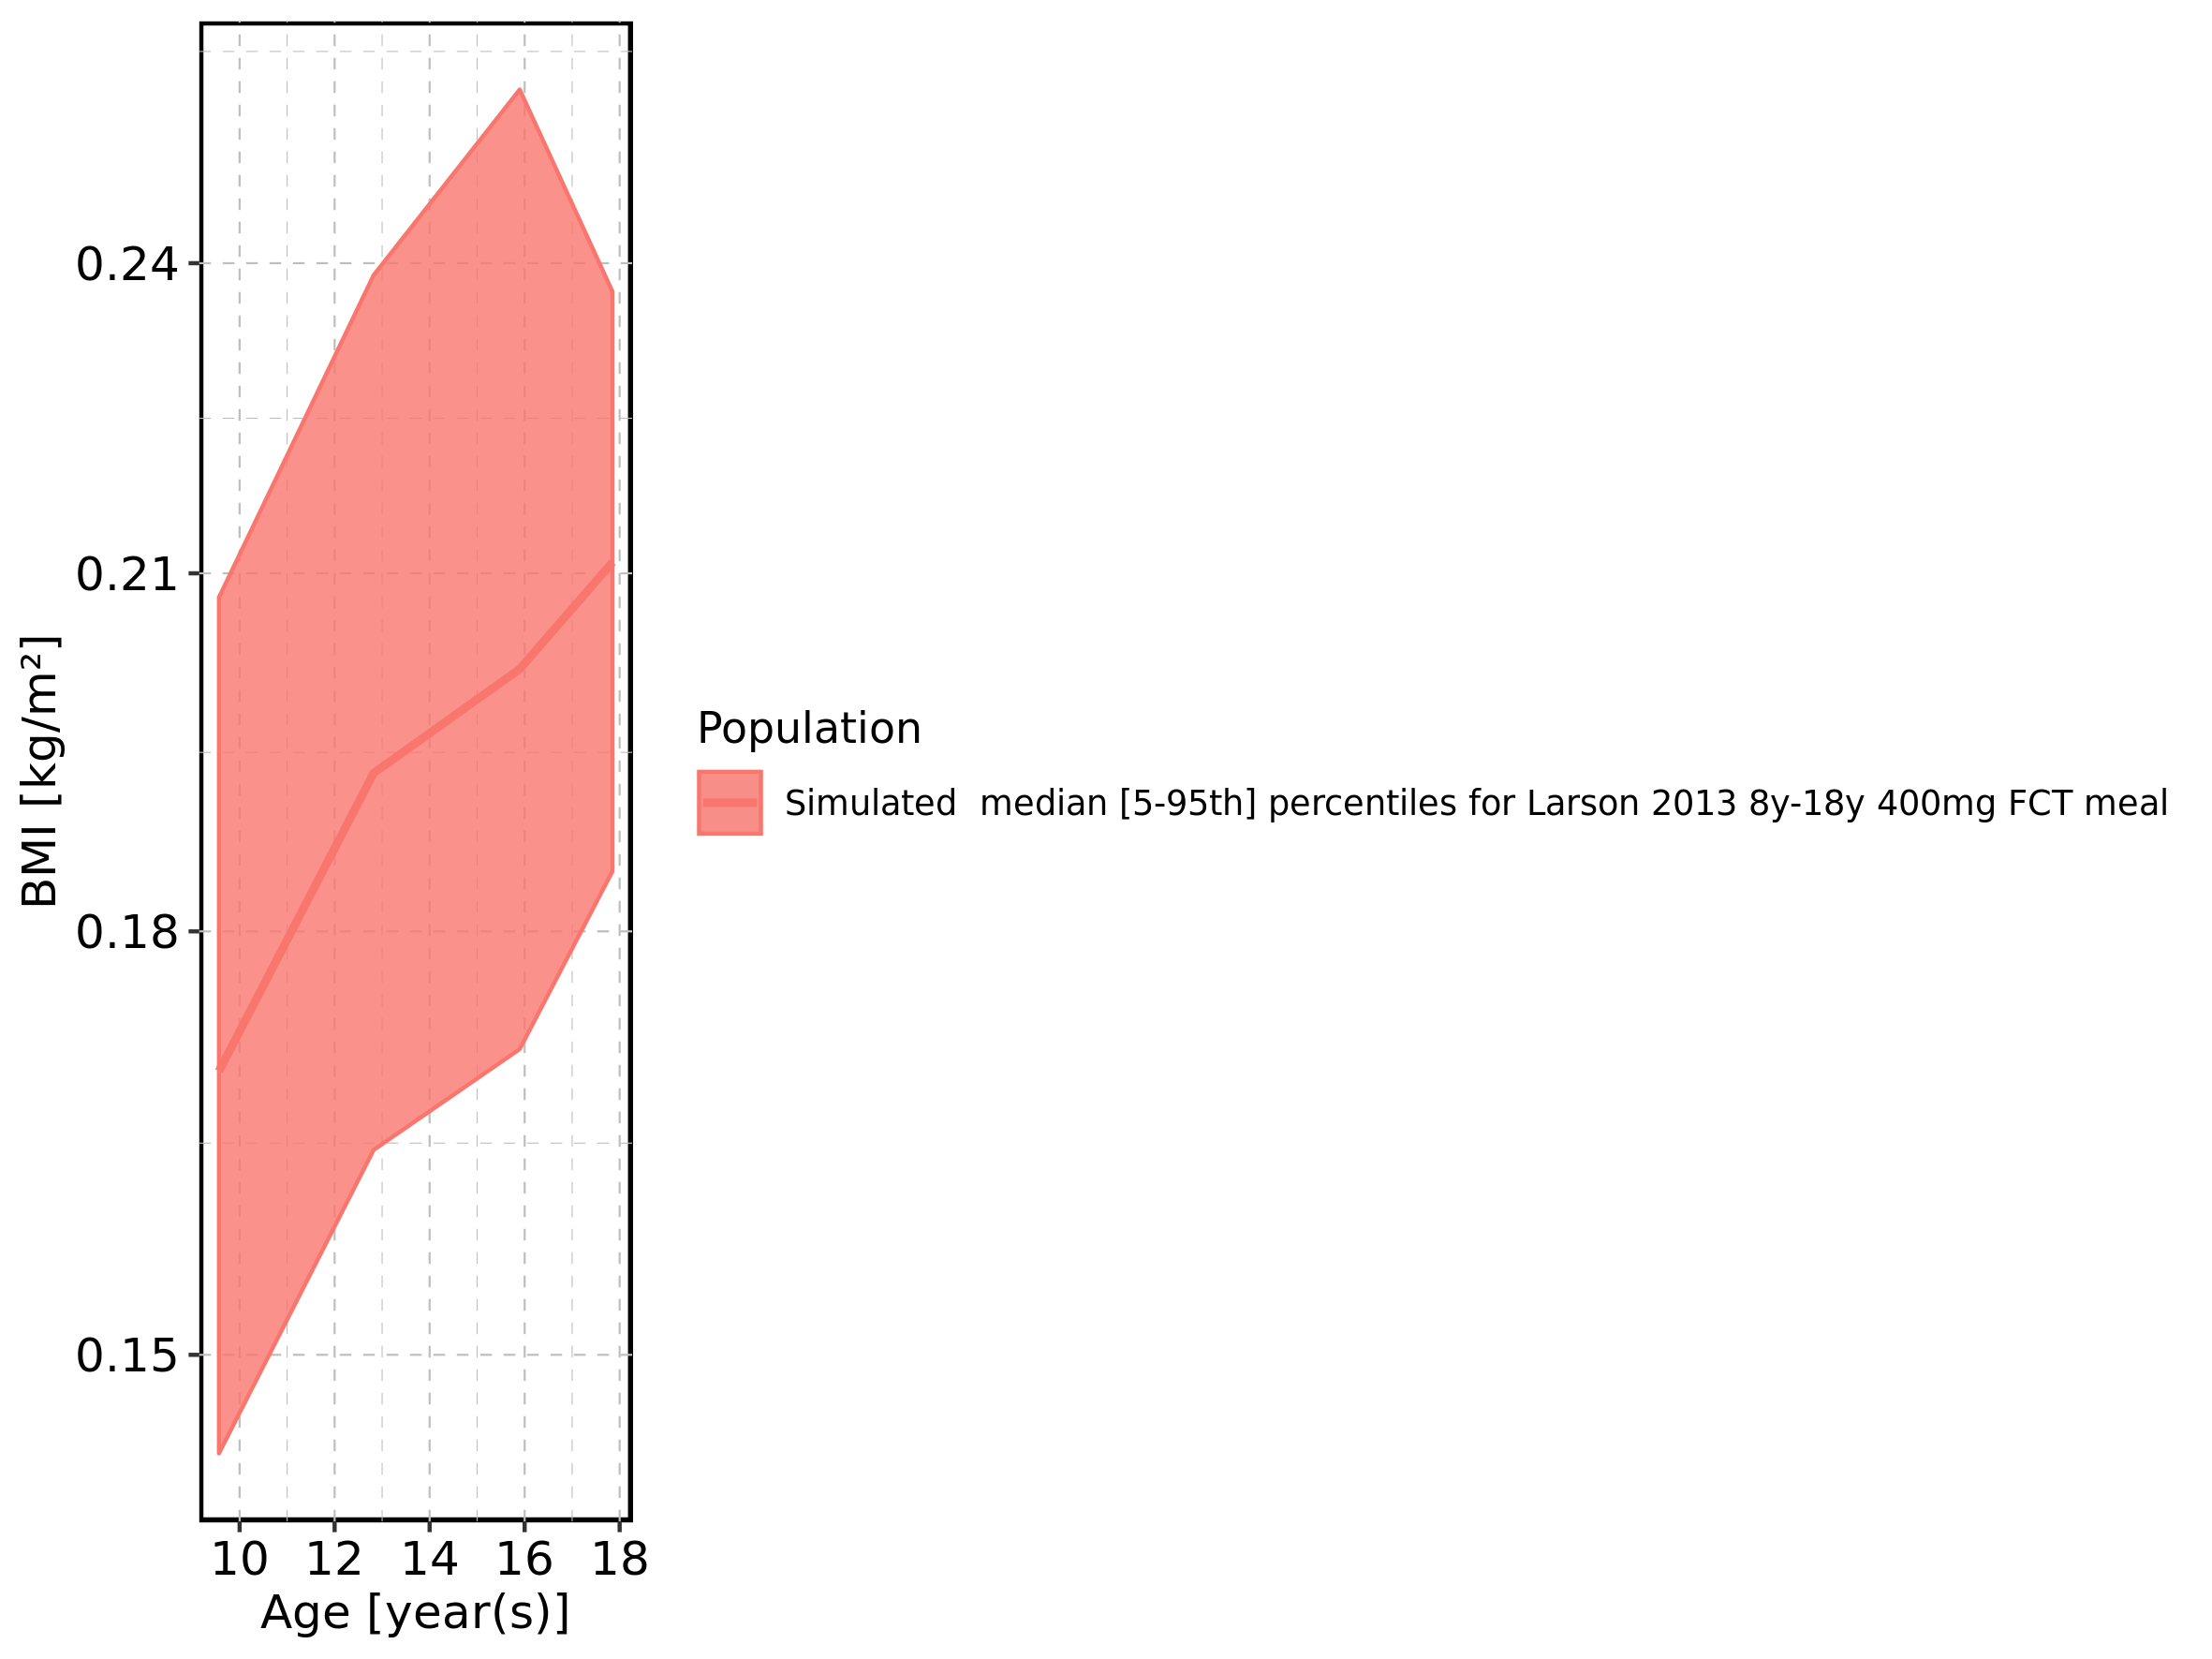 0.24
0.21
0.18
0.15
BMI [kg/m²]
10 12 14 16 18
Age [year(s)]
Population
Simulated  median [5-95th] percentiles for Larson 2013 8y-18y 400mg FCT meal